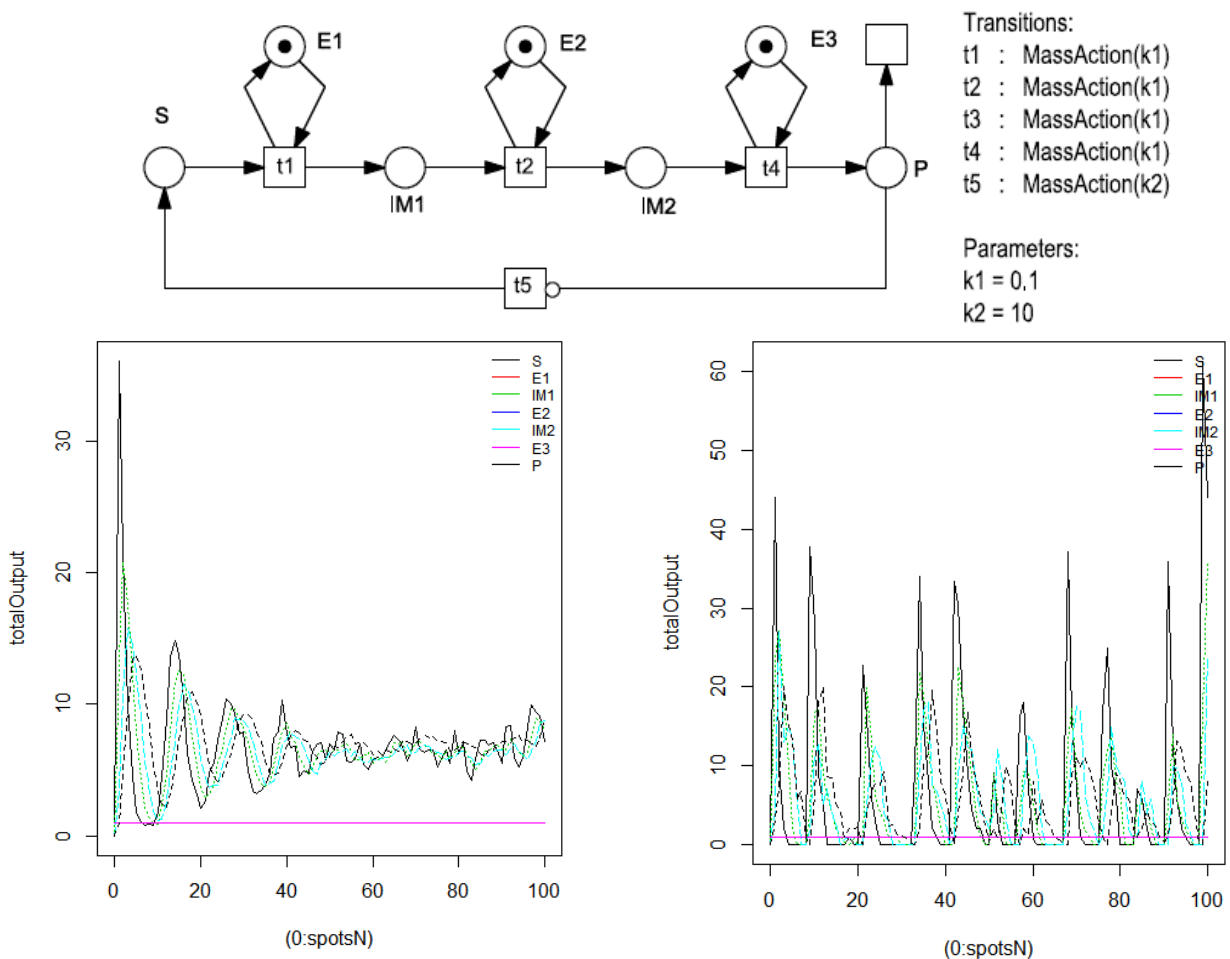 E1
E2
E3
S
t1
t2
t4
P
IM1
IM2
t5
Transitions:
t1 : MassAction(k1)
t2 : MassAction(k1)
t3 : MassAction(k1)
t4 : MassAction(k1)
t5 : MassAction(k2)
Parameters:
k1 = 0,1
k2 = 10
totalOutput
30
20
10
0
S
E1
IM1
E2
IM2
E3
P
0 20 40 60 80 100
(0:spotsN)
totalOutput
60
50
40
30
20
10
0
S
E1
IM1
E2
IM2
E3
P
0 20 40 60 80 100
(0:spotsN)